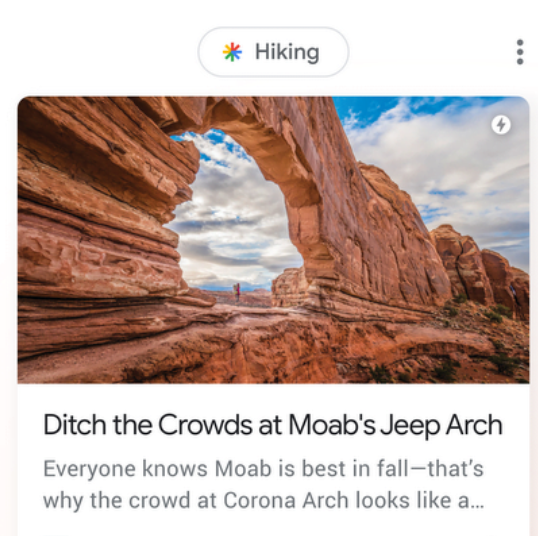 Hiking
Ditch the Crowds at Moab's Jeep Arch
Everyone knows Moab is best in fall—that's
why the crowd at Corona Arch looks like a...